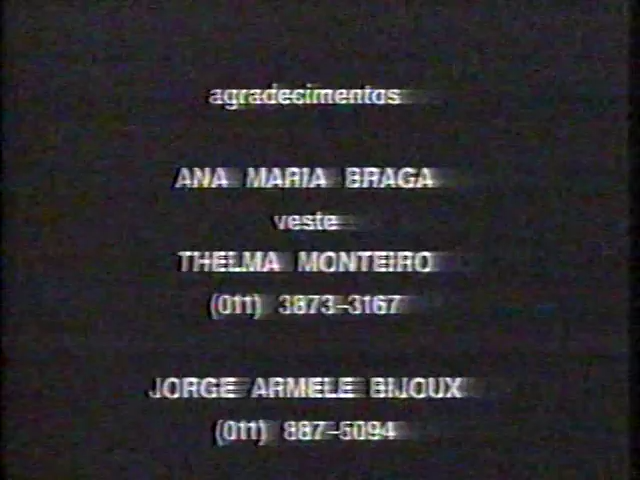 agradecimentos
ANA MARIA BRAGA
veste
THELMA MONTEIRO
(011) 3873-3167
JORGE ARMELE BIJOUX
(011) 887-5094